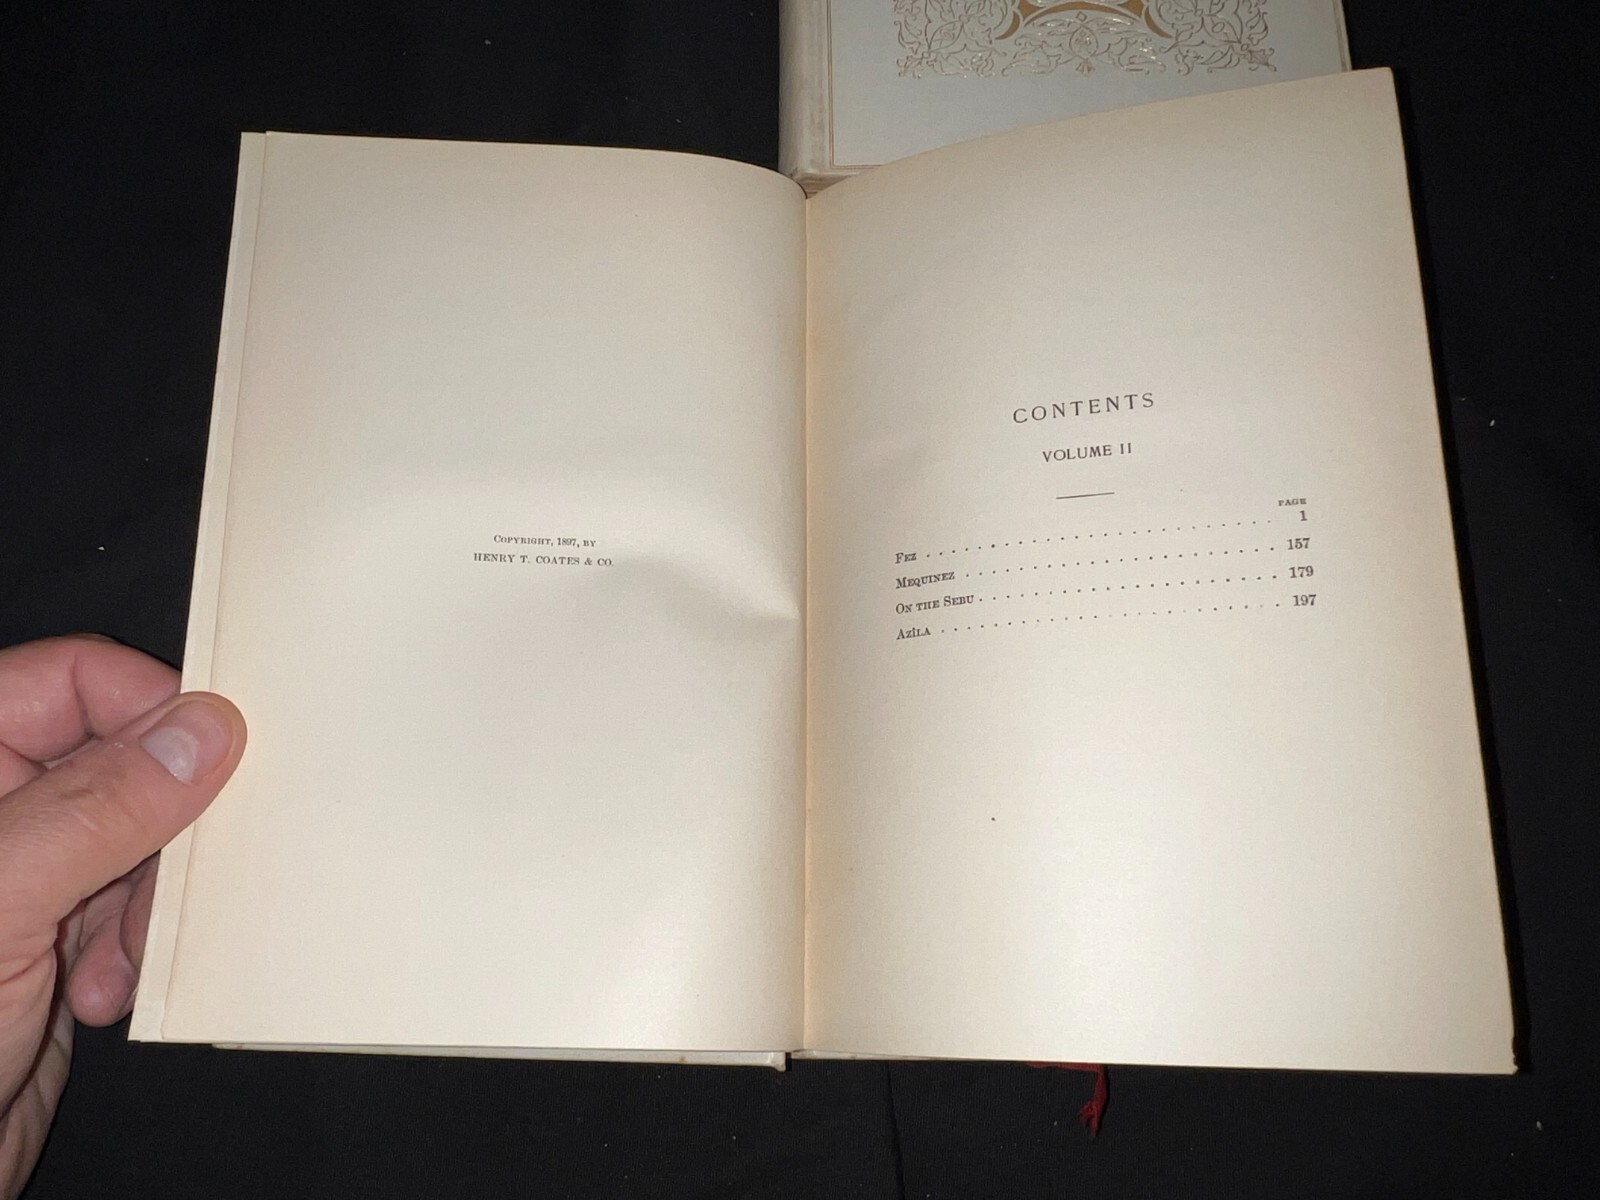 COPYRIGHT, 1897, BY
HENRY T. COATES & CO.
CONTENTS
VOLUME II
PAGE
FEZ . . . . . . . . . . . . . . . . . . . . . . 1
MEQUINEZ . . . . . . . . . . . . . . . . . . . . 157
ON THE SEBU . . . . . . . . . . . . . . . . . . . 179
AZÎLA . . . . . . . . . . . . . . . . . . . . . 197